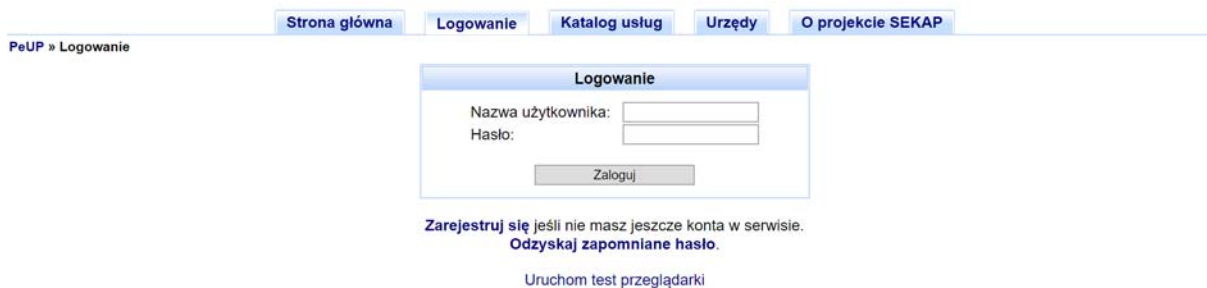 Strona główna Logowanie Katalog usług Urzędy O projekcie SEKAP
PeUP » Logowanie
Logowanie
Nazwa użytkownika:
Hasło:
Zaloguj
Zarejestruj się jeśli nie masz jeszcze konta w serwisie.
Odzyskaj zapomniane hasło.
Uruchom test przeglądarki